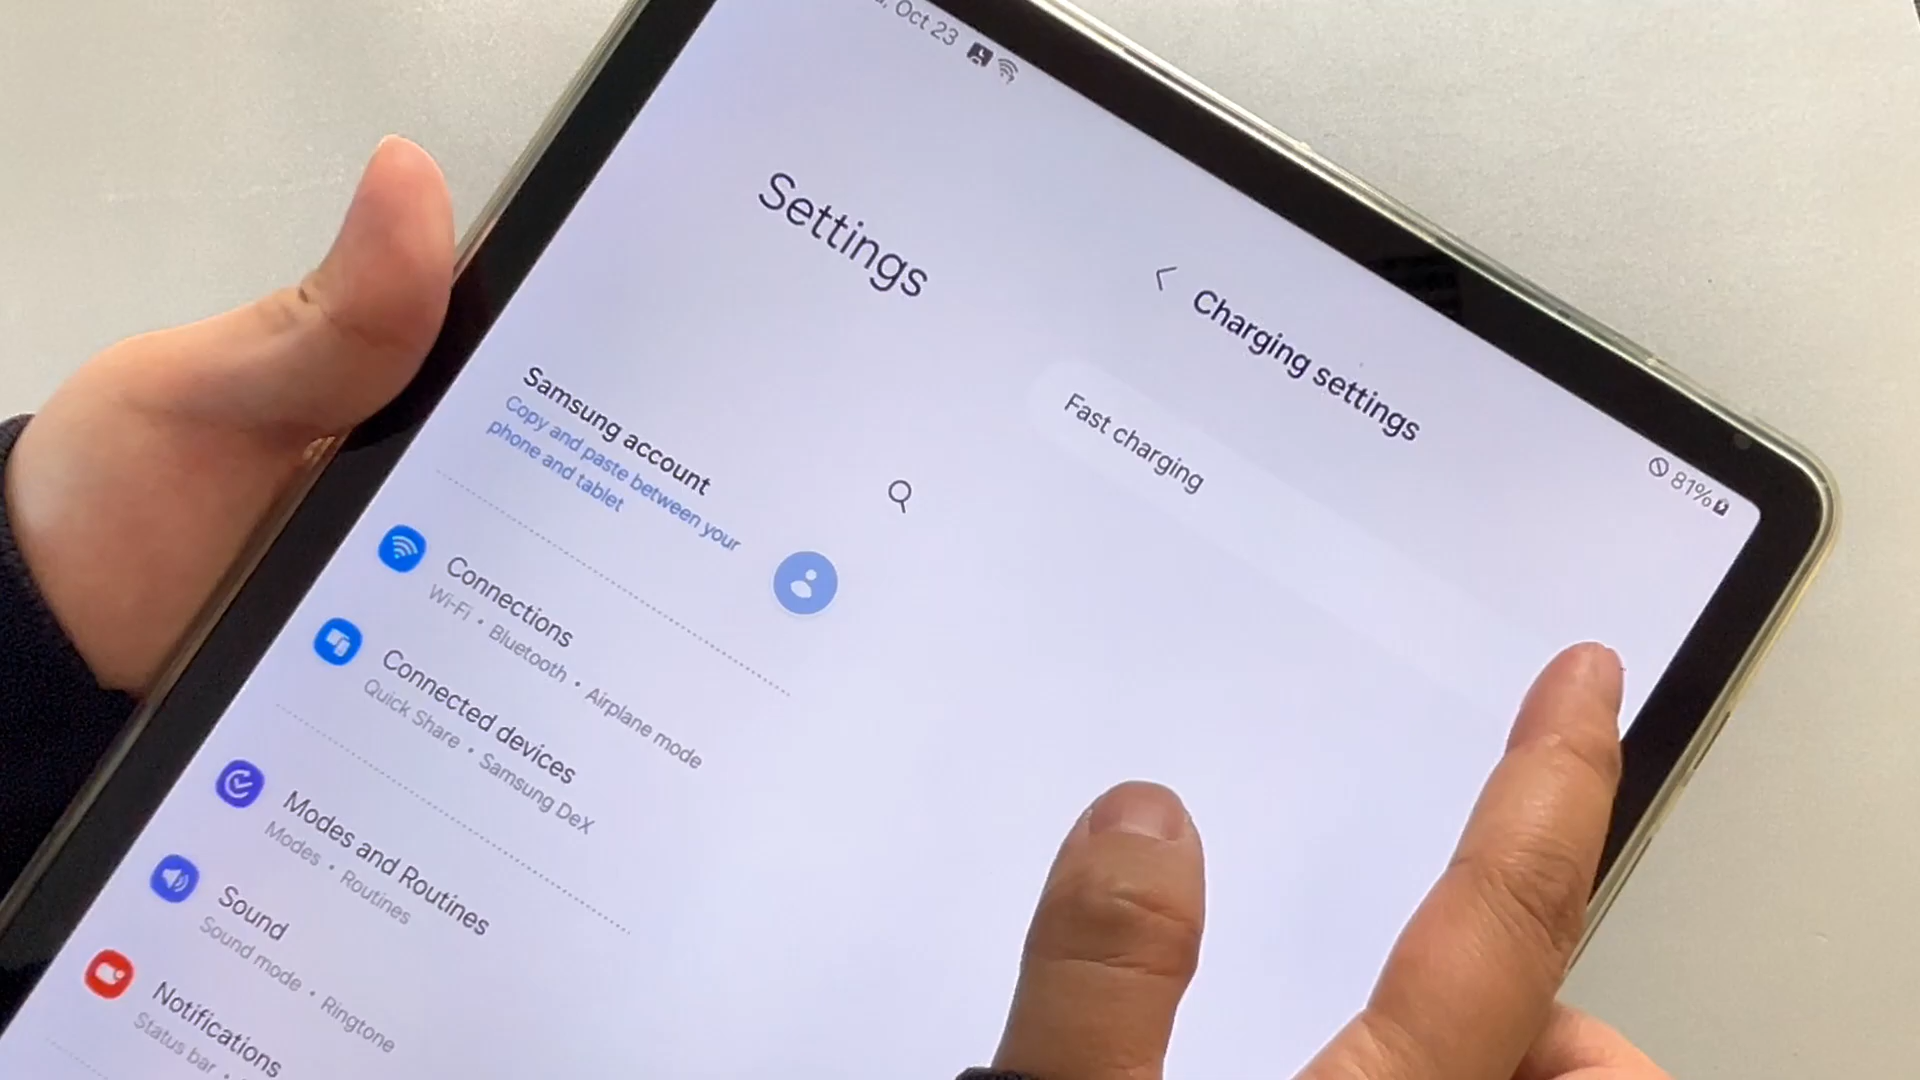 Oct 23
81%
Settings
Samsung account
Copy and paste between your
phone and tablet
Connections
Wi-Fi • Bluetooth • Airplane mode
Connected devices
Quick Share • Samsung DeX
Modes and Routines
Modes • Routines
Sound
Sound mode • Ringtone
Notifications
Status bar •
Charging settings
Fast charging